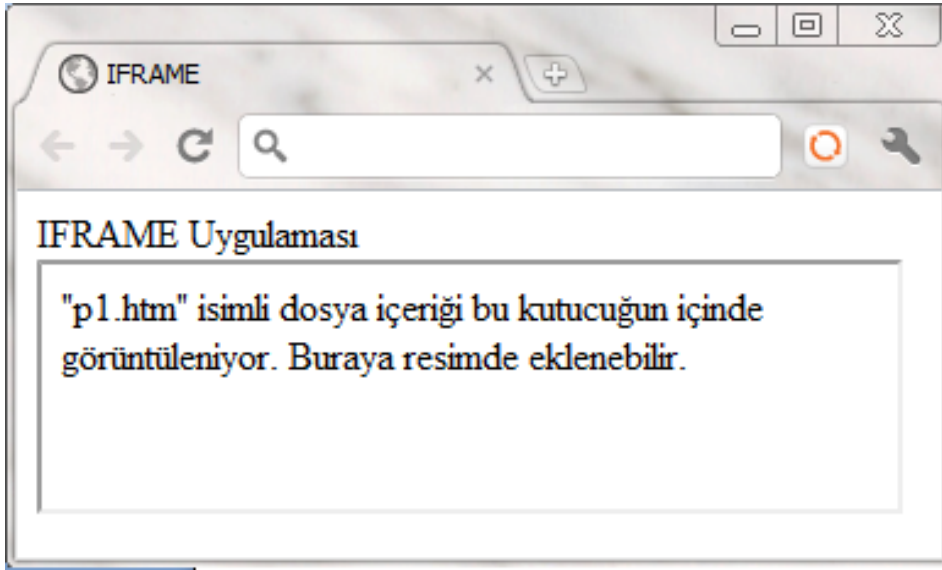 IFRAME
IFRAME Uygulaması
"p1.htm" isimli dosya içeriği bu kutucuğun içinde
görüntüleniyor. Buraya resimde eklenebilir.